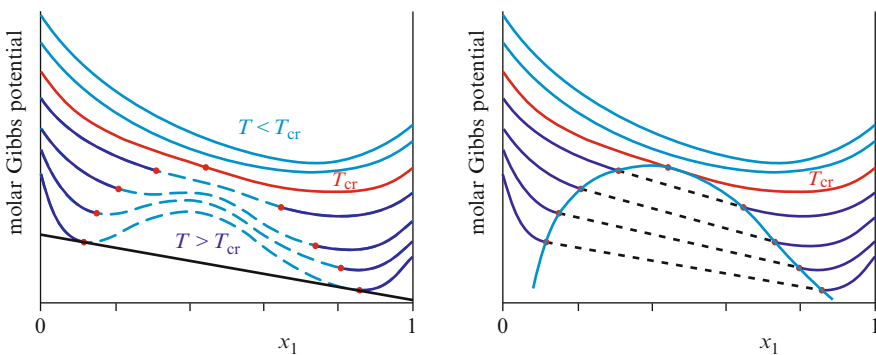 molar Gibbs potential
T < Tcr
Tcr
T > Tcr
0
1
x1
molar Gibbs potential
Tcr
0
1
x1